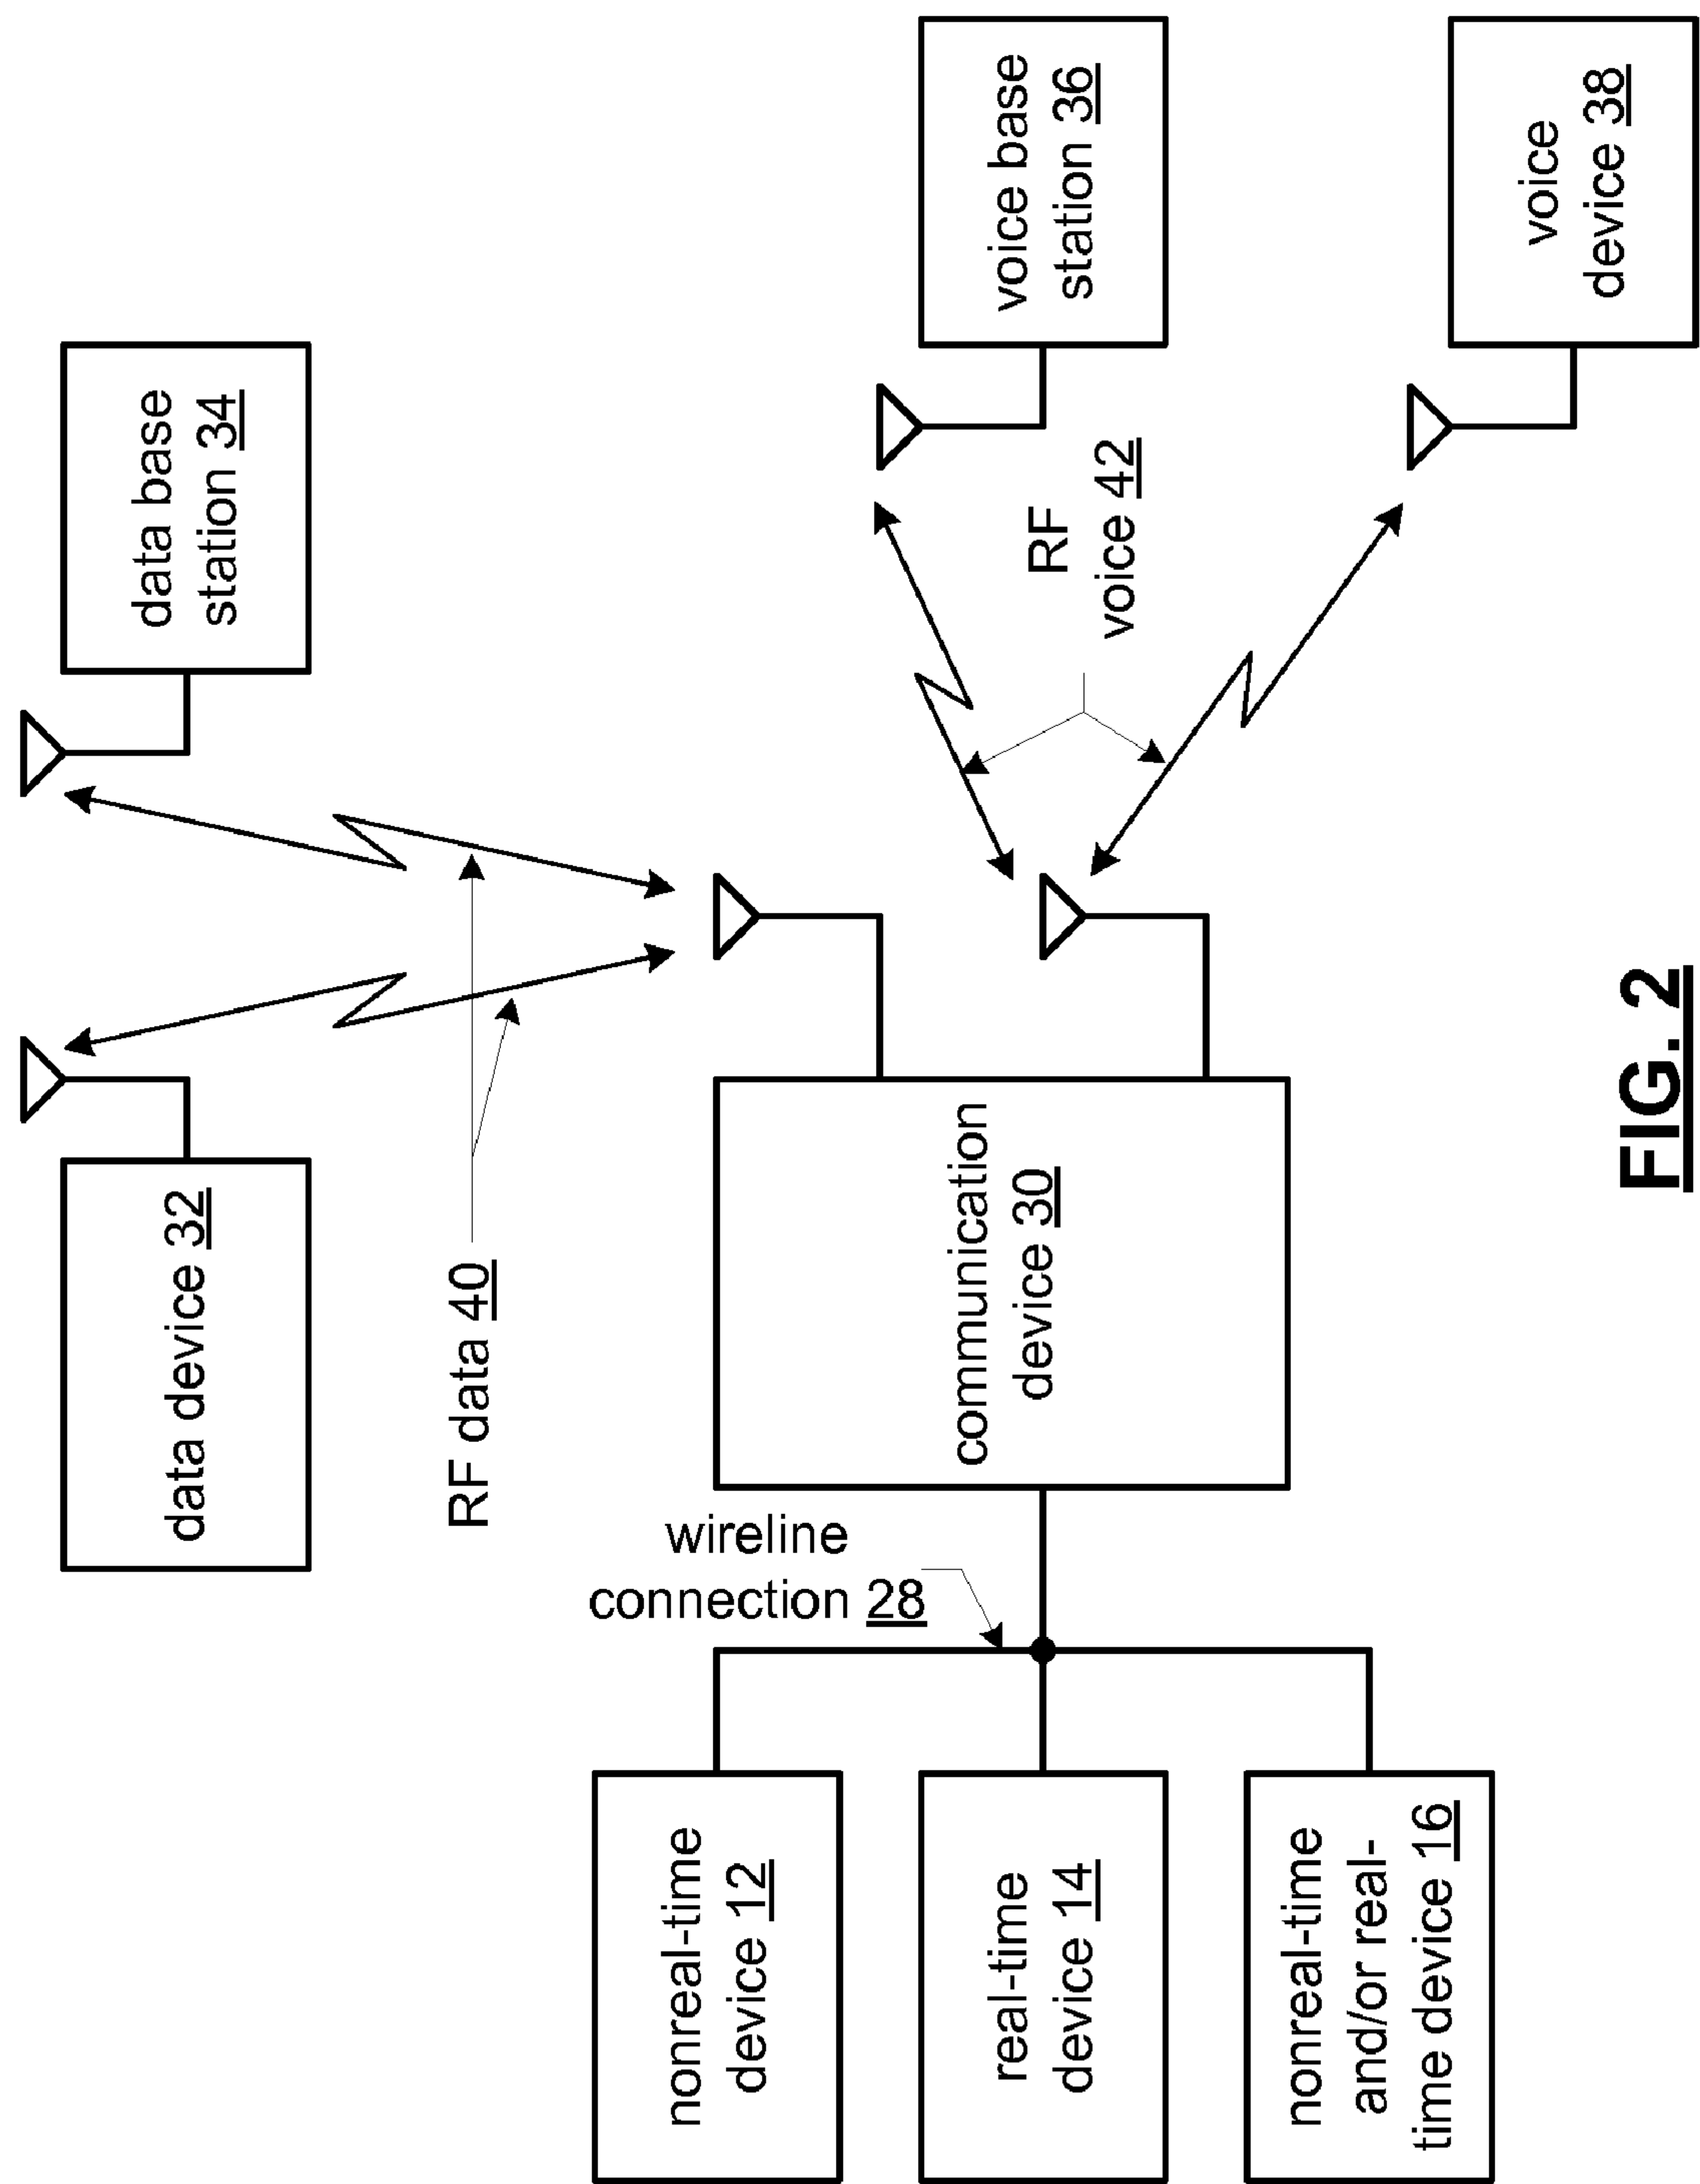 data device 32
data base
station 34
RF data 40
wireline
connection 28
nonreal-time
device 12
communication
device 30
real-time
device 14
nonreal-time
and/or real-
time device 16
voice base
station 36
RF
voice 42
voice
device 38
FIG. 2